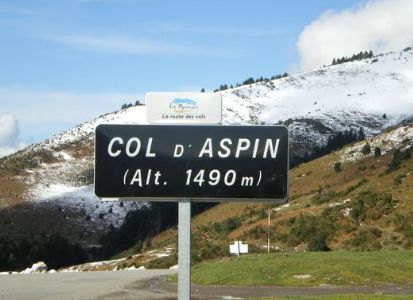 Les Pyrénées
La route des cols
COL D'ASPIN
(Alt. 1490 m)